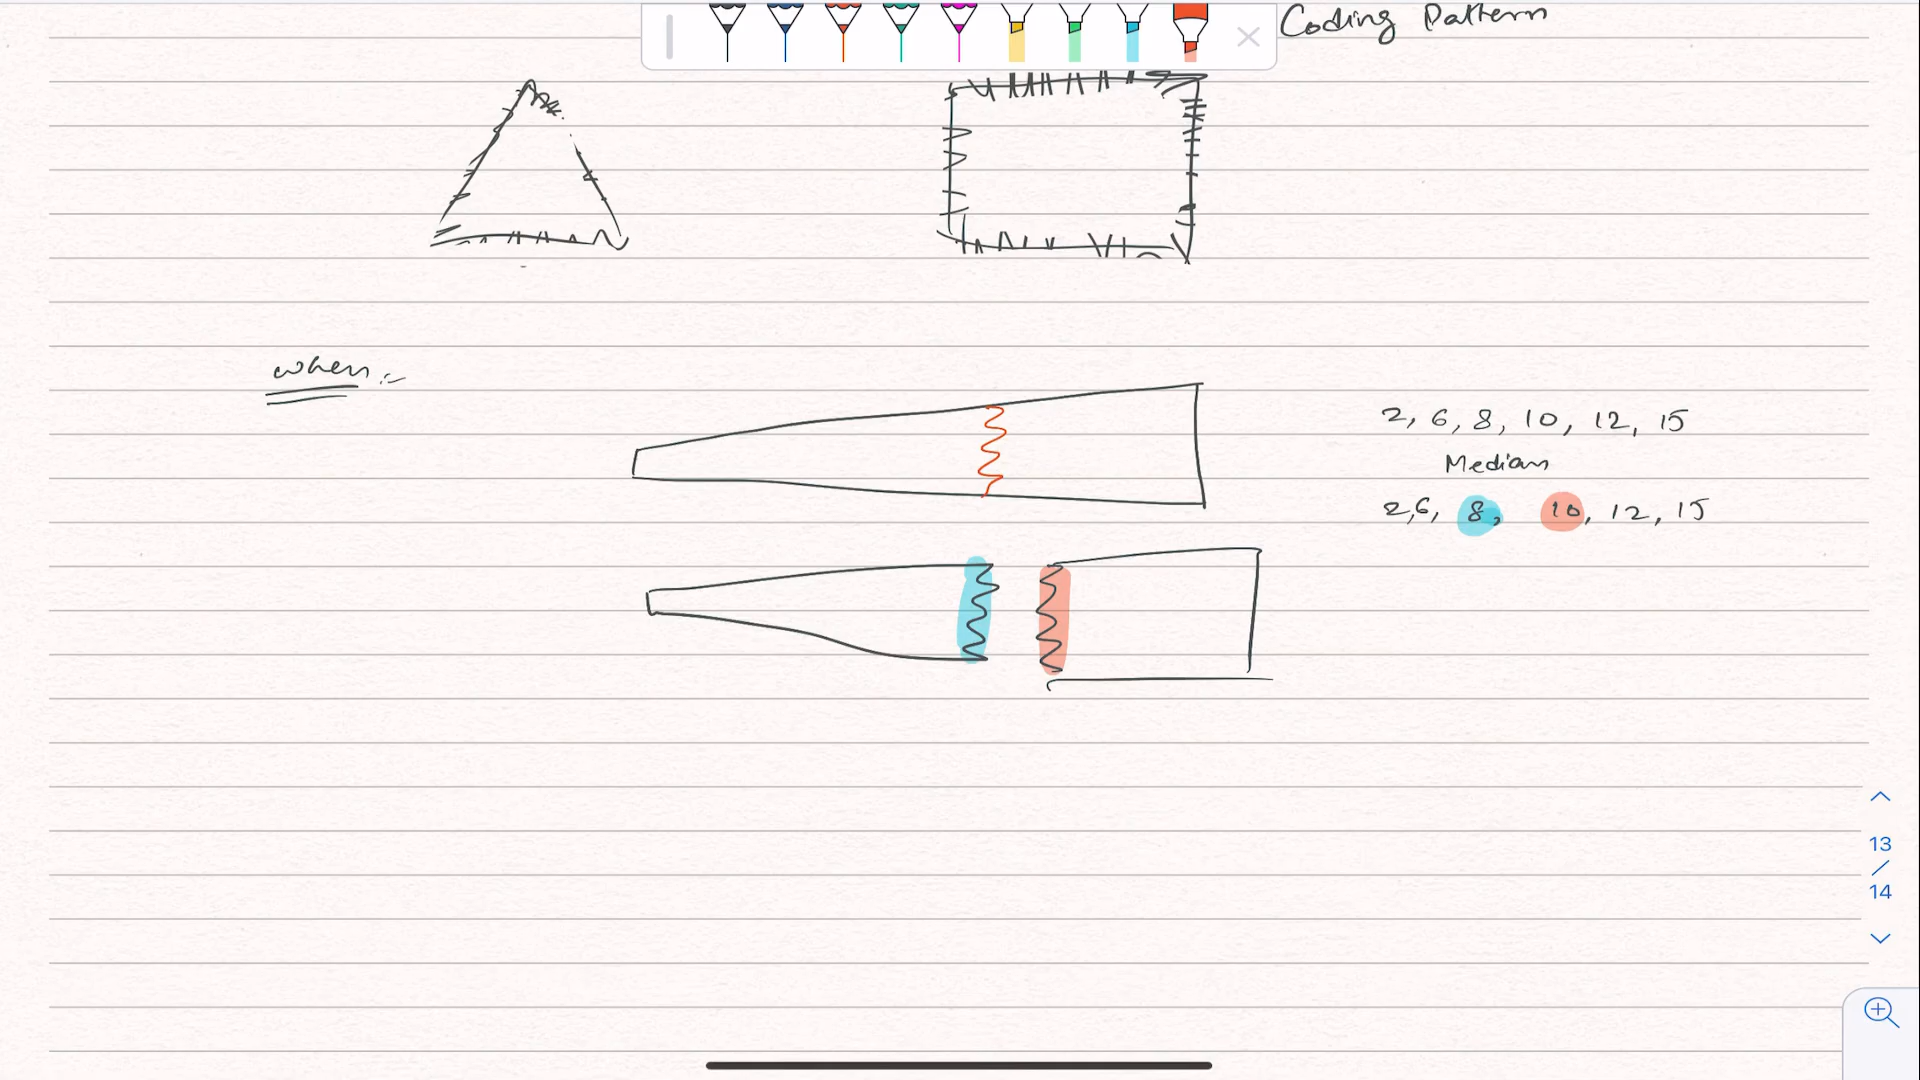 Coding Pattern
when :-
2, 6, 8, 10, 12, 15
Median
2,6, 8, 10, 12, 15
13
/
14